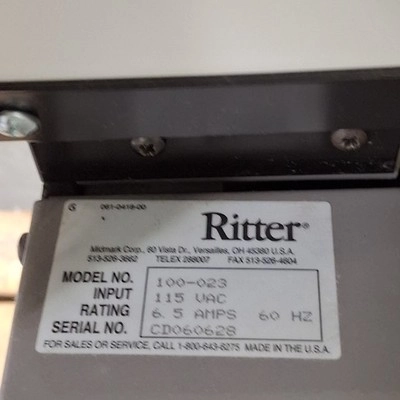 G 061-0418-00
Ritter®
Midmark Corp., 60 Vista Dr., Versailles, OH 45380 U.S.A.
513-526-3662 TELEX 288007 FAX 513-526-4604
MODEL NO. 100-023
INPUT 115 VAC
RATING 6.5 AMPS 60 HZ
SERIAL NO. CD060628
FOR SALES OR SERVICE, CALL 1-800-643-6275 MADE IN THE U.S.A.